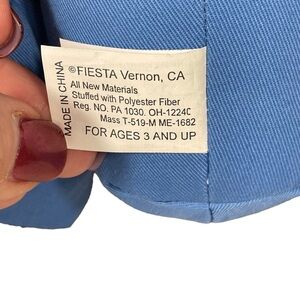 MADE IN CHINA
©FIESTA Vernon, CA
All New Materials
Stuffed with Polyester Fiber
Reg. NO. PA 1030. OH-1224C
Mass T-519-M ME-1682
FOR AGES 3 AND UP